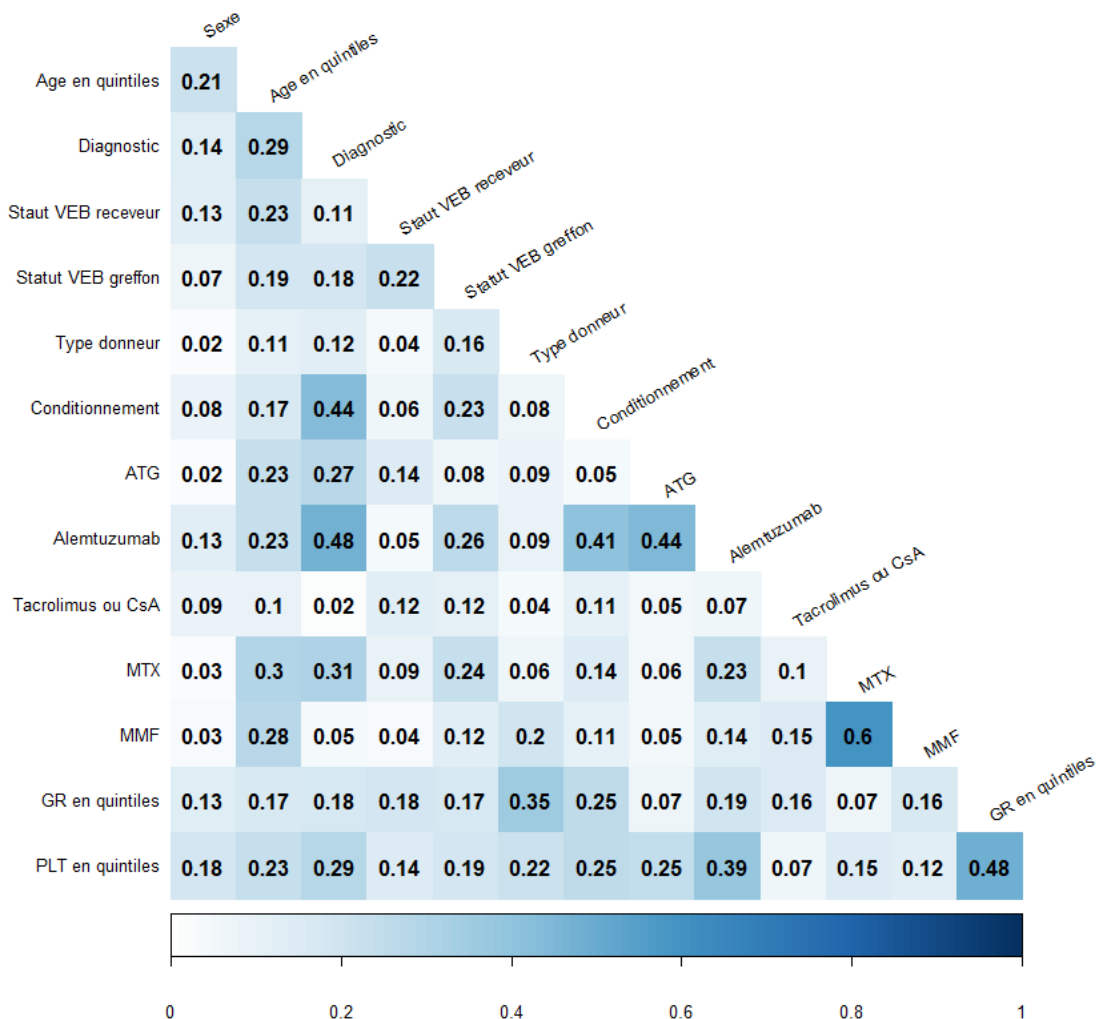 Sexe
Age en quintiles 0.21 Age en quintiles
Diagnostic 0.14 0.29 Diagnostic
Staut VEB receveur 0.13 0.23 0.11 Staut VEB receveur
Statut VEB greffon 0.07 0.19 0.18 0.22 Statut VEB greffon
Type donneur 0.02 0.11 0.12 0.04 0.16 Type donneur
Conditionnement 0.08 0.17 0.44 0.06 0.23 0.08 Conditionnement
ATG 0.02 0.23 0.27 0.14 0.08 0.09 0.05 ATG
Alemtuzumab 0.13 0.23 0.48 0.05 0.26 0.09 0.41 0.44 Alemtuzumab
Tacrolimus ou CsA 0.09 0.1 0.02 0.12 0.12 0.04 0.11 0.05 0.07 Tacrolimus ou CsA
MTX 0.03 0.3 0.31 0.09 0.24 0.06 0.14 0.06 0.23 0.1 MTX
MMF 0.03 0.28 0.05 0.04 0.12 0.2 0.11 0.05 0.14 0.15 0.6 MMF
GR en quintiles 0.13 0.17 0.18 0.18 0.17 0.35 0.25 0.07 0.19 0.16 0.07 0.16 GR en quintiles
PLT en quintiles 0.18 0.23 0.29 0.14 0.19 0.22 0.25 0.25 0.39 0.07 0.15 0.12 0.48
0 0.2 0.4 0.6 0.8 1